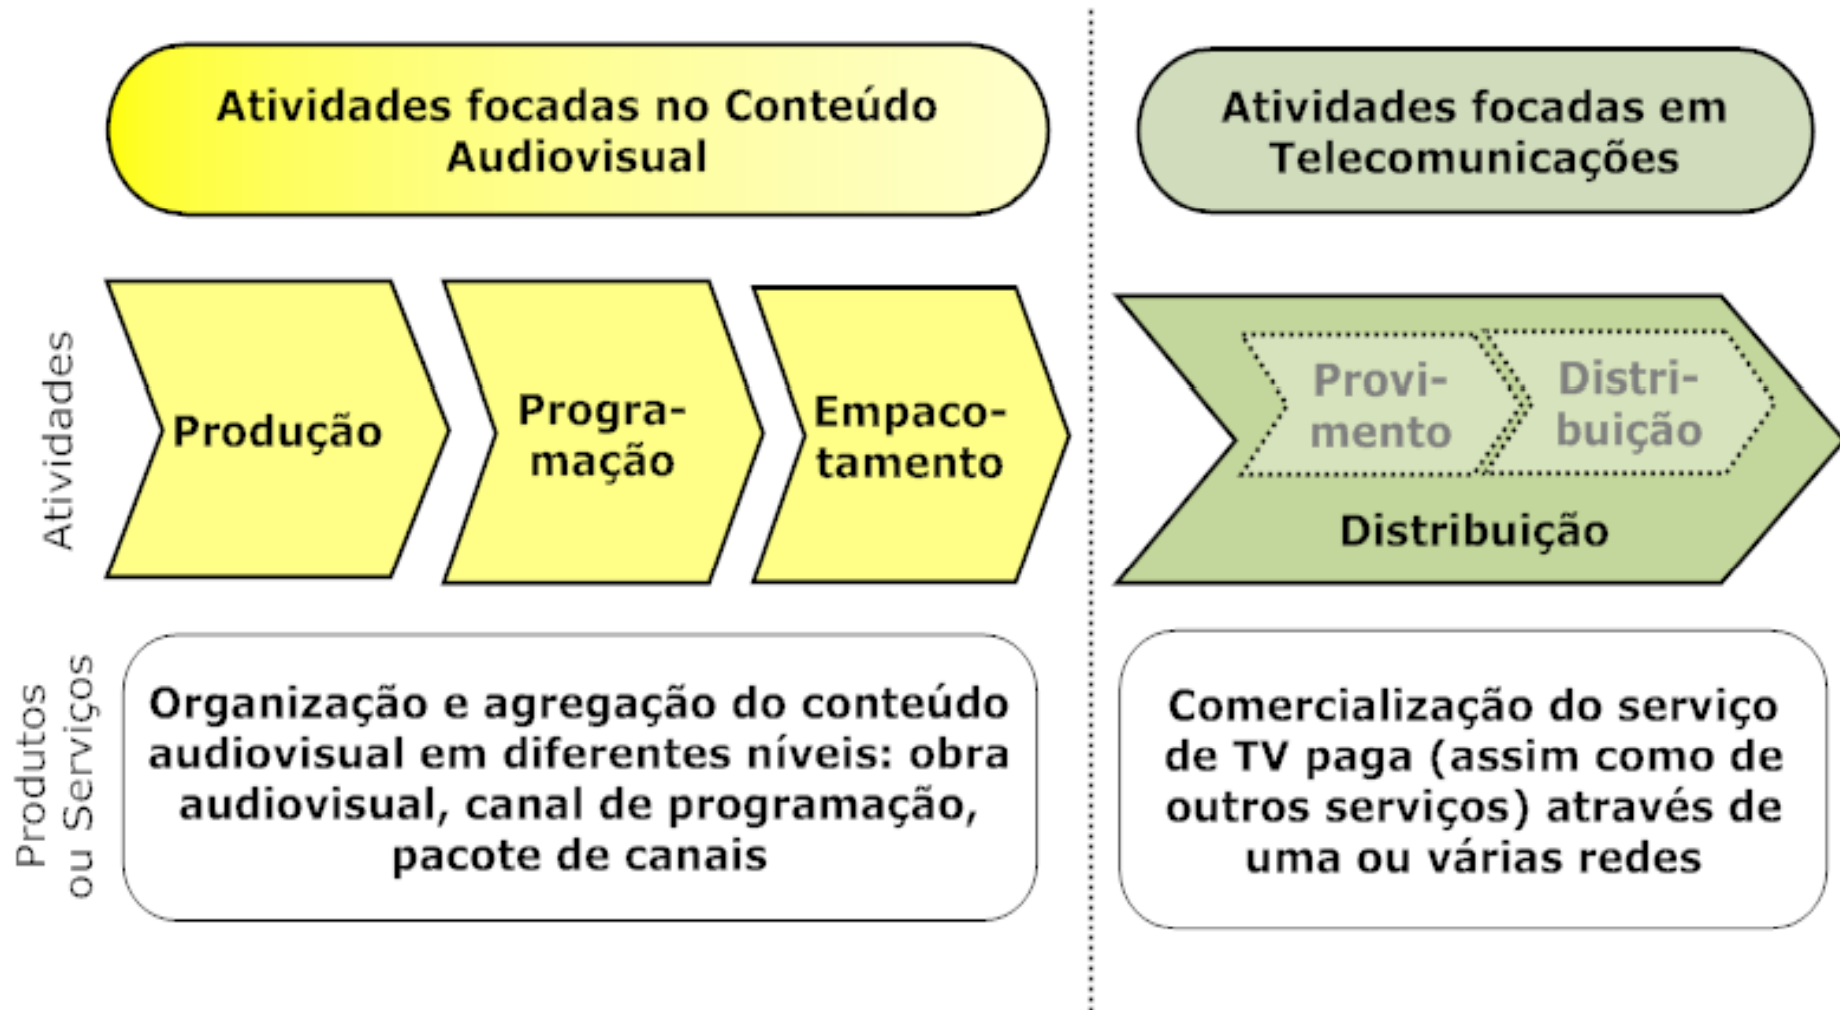 Atividades focadas no Conteúdo
Audiovisual
Atividades focadas em
Telecomunicações
Atividades
Produção
Progra-
mação
Empaco-
tamento
Provi-
mento
Distri-
buição
Distribuição
Produtos
ou Serviços
Organização e agregação do conteúdo
audiovisual em diferentes níveis: obra
audiovisual, canal de programação,
pacote de canais
Comercialização do serviço
de TV paga (assim como de
outros serviços) através de
uma ou várias redes